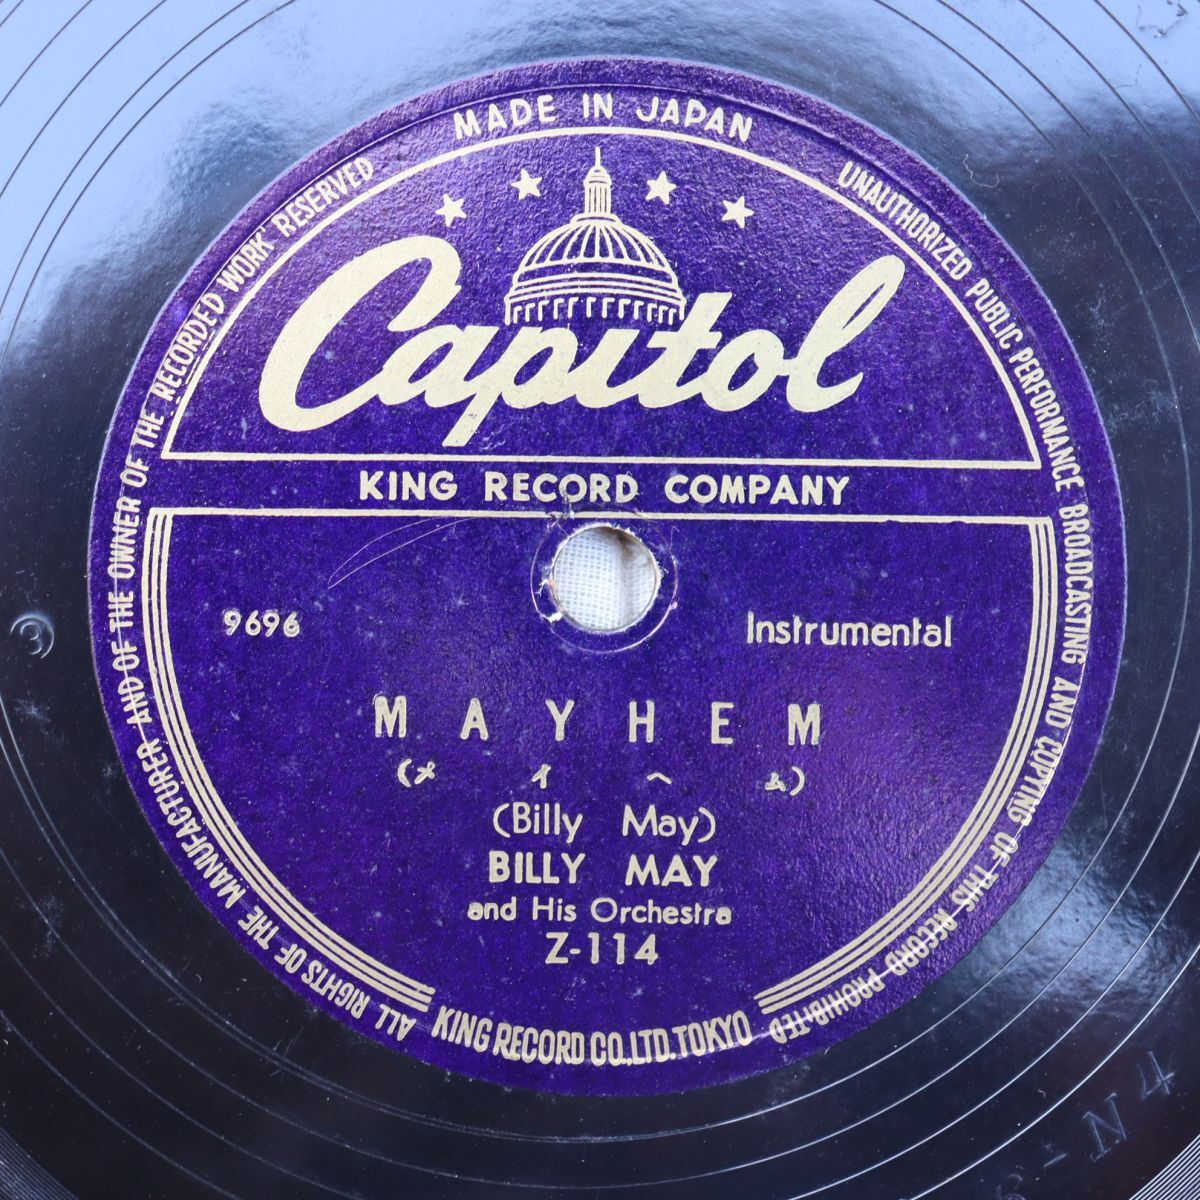 MADE IN JAPAN
ALL RIGHTS OF THE MANUFACTURER AND OF THE OWNER OF THE RECORDED WORK RESERVED
UNAUTHORIZED PUBLIC PERFORMANCE BROADCASTING AND COPYING OF THIS RECORD PROHIBITED
Capitol
KING RECORD COMPANY
9696
Instrumental
MAYHEM
(メイヘム)
(Billy May)
BILLY MAY
and His Orchestra
Z-114
KING RECORD CO.,LTD.TOKYO
3